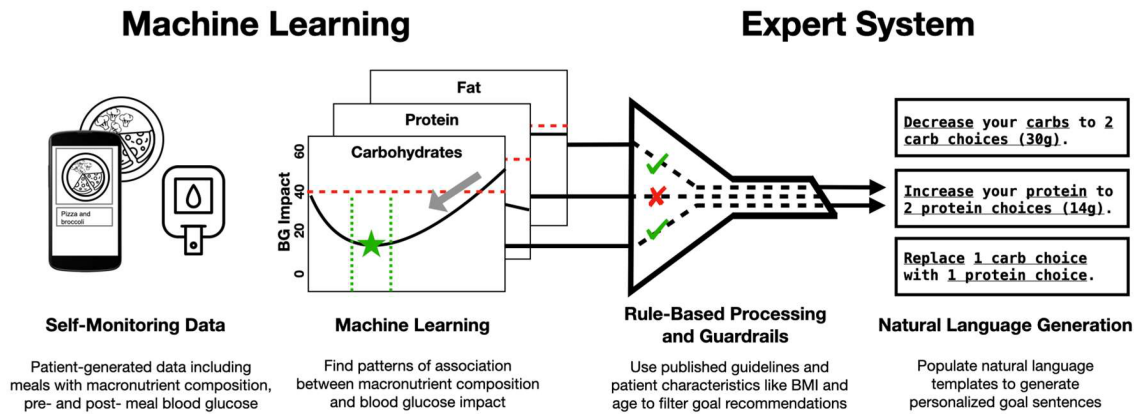 Machine Learning
Expert System
Pizza and
broccoli
Fat
Protein
Carbohydrates
BG Impact
60
40
20
0
Decrease your carbs to 2
carb choices (30g).
Increase your protein to
2 protein choices (14g).
Replace 1 carb choice
with 1 protein choice.
Self-Monitoring Data
Patient-generated data including
meals with macronutrient composition,
pre- and post- meal blood glucose
Machine Learning
Find patterns of association
between macronutrient composition
and blood glucose impact
Rule-Based Processing
and Guardrails
Use published guidelines and
patient characteristics like BMI and
age to filter goal recommendations
Natural Language Generation
Populate natural language
templates to generate
personalized goal sentences